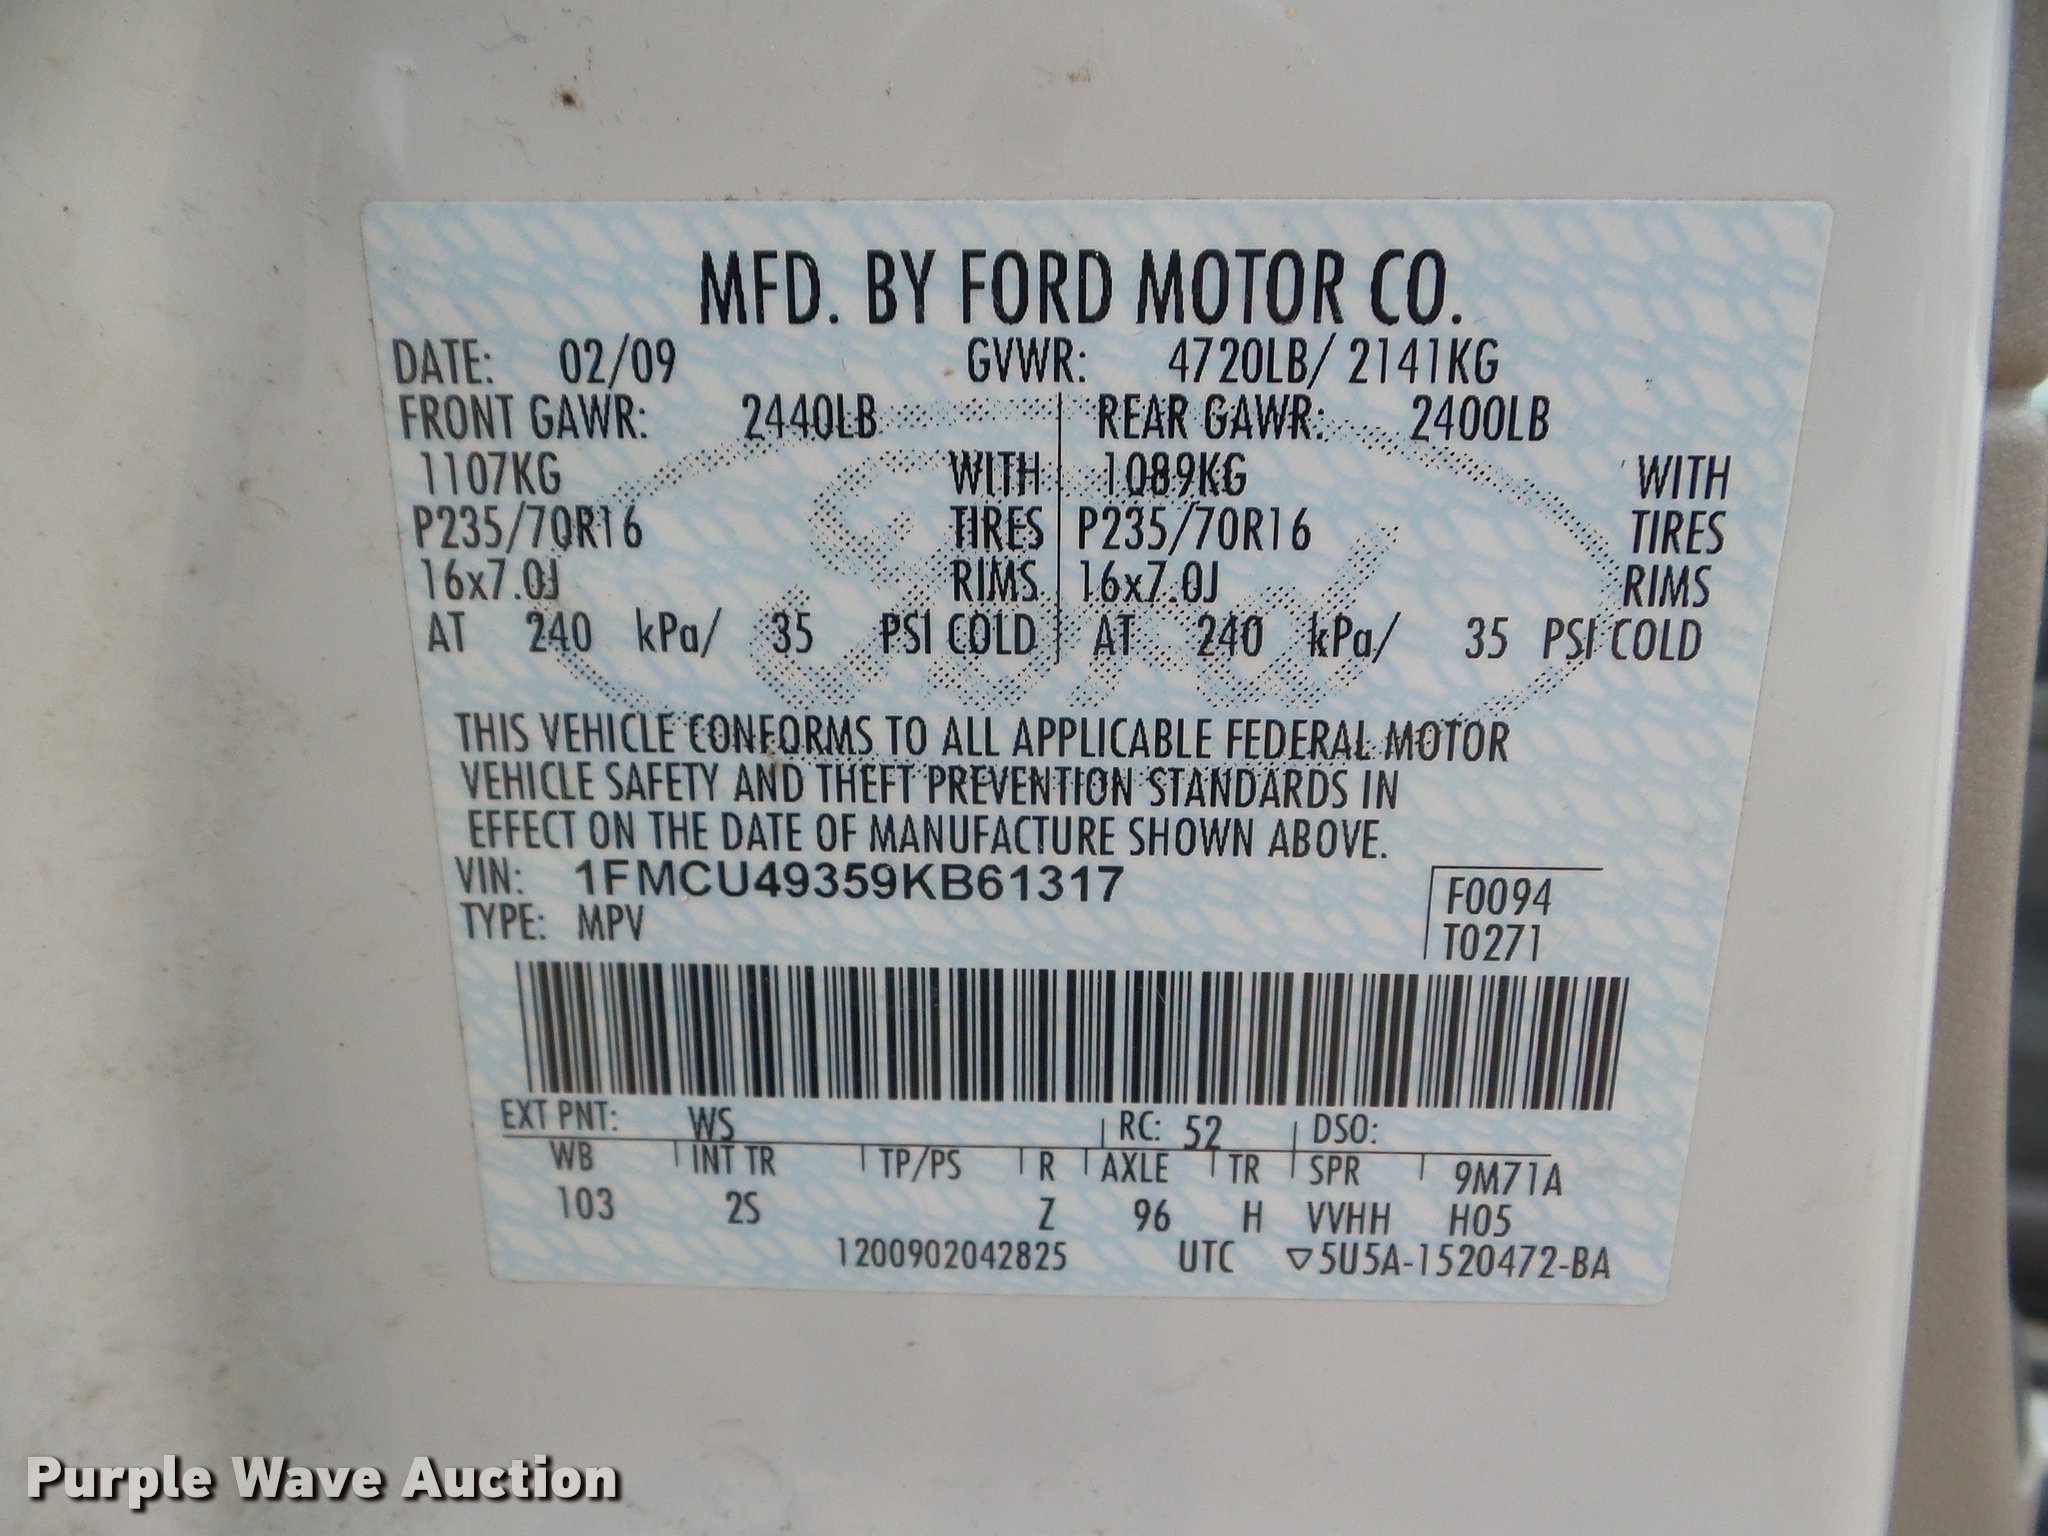 MFD. BY FORD MOTOR CO.
DATE: 02/09 GVWR: 4720LB/ 2141KG
FRONT GAWR: 2440LB REAR GAWR: 2400LB
1107KG WITH 1089KG WITH
P235/70R16 TIRES P235/70R16 TIRES
16x7.0J RIMS 16x7.0J RIMS
AT 240 kPa/ 35 PSI COLD AT 240 kPa/ 35 PSI COLD
THIS VEHICLE CONFORMS TO ALL APPLICABLE FEDERAL MOTOR
VEHICLE SAFETY AND THEFT PREVENTION STANDARDS IN
EFFECT ON THE DATE OF MANUFACTURE SHOWN ABOVE.
VIN: 1FMCU49359KB61317 F0094
TYPE: MPV T0271
EXT PNT: WS RC: 52 DSO:
WB INT TR TP/PS R AXLE TR SPR 9M71A
103 2S Z 96 H VVHH H05
1200902042825 UTC ▽5U5A-1520472-BA
Ford
Purple Wave Auction